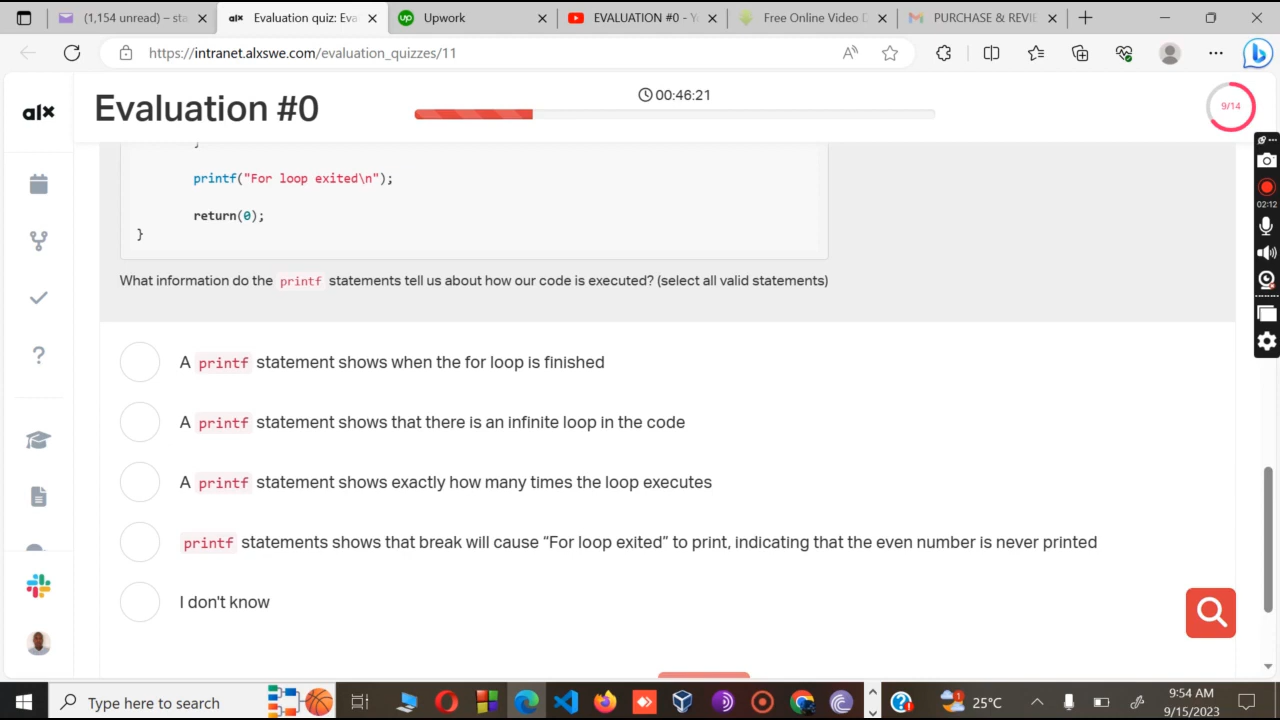 (1,154 unread) – sta
Evaluation quiz: Eva
Upwork
EVALUATION #0 - Y
Free Online Video D
PURCHASE & REVIE
https://intranet.alxswe.com/evaluation_quizzes/11
alx
Evaluation #0
00:46:21
9/14
}
printf("For loop exited\n");
return(0);
}
What information do the printf statements tell us about how our code is executed? (select all valid statements)
A printf statement shows when the for loop is finished
A printf statement shows that there is an infinite loop in the code
A printf statement shows exactly how many times the loop executes
printf statements shows that break will cause “For loop exited” to print, indicating that the even number is never printed
I don't know
02:12
Type here to search
25°C
9:54 AM
9/15/2023